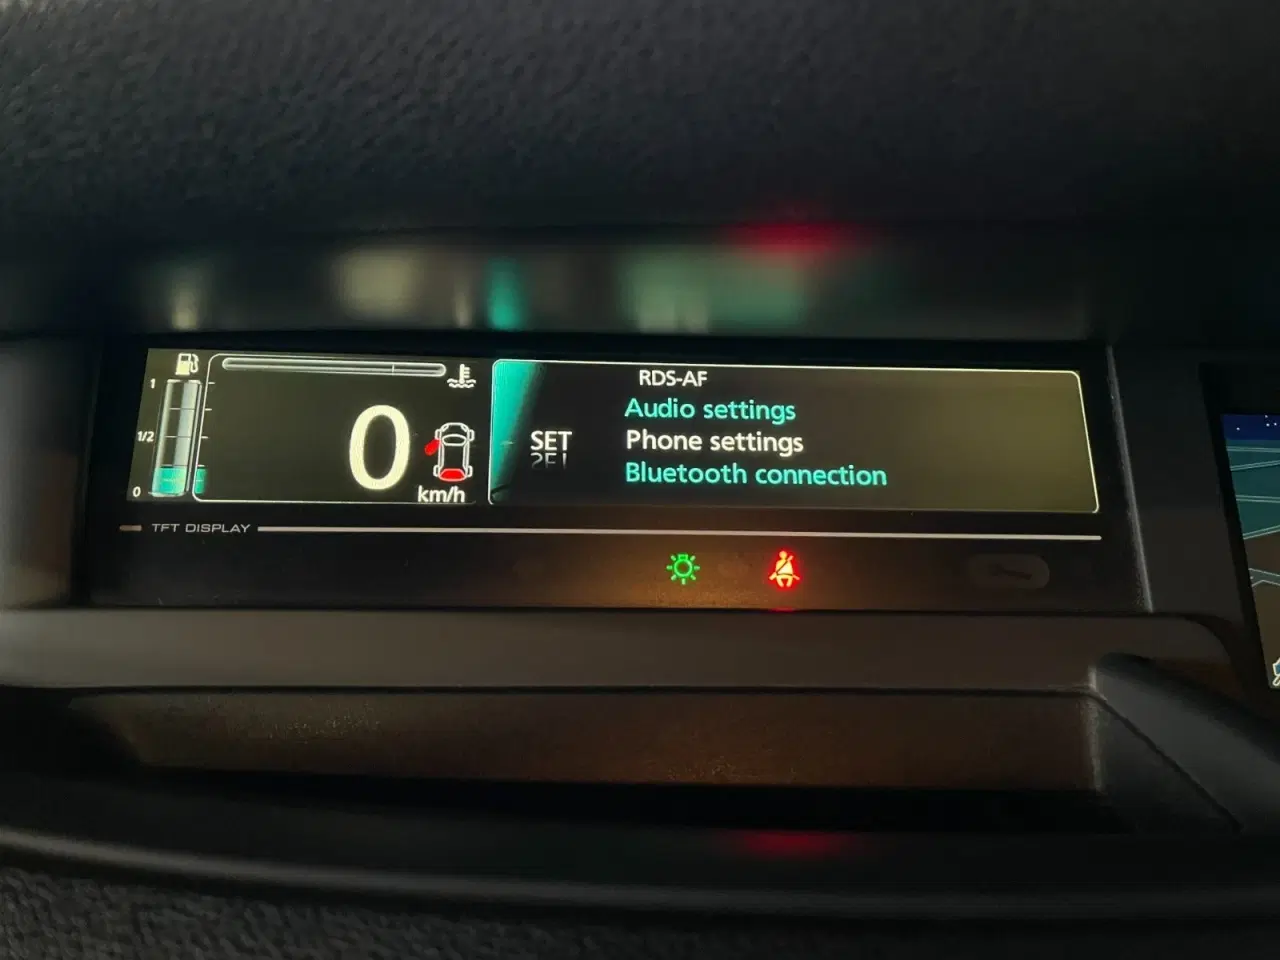 1
1/2
0
0
km/h
SET
RDS-AF
Audio settings
Phone settings
Bluetooth connection
TFT DISPLAY